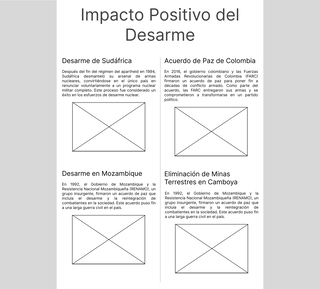 Impacto Positivo del
Desarme
Desarme de Sudáfrica
Después del fin del régimen del apartheid en 1994,
Sudáfrica desmanteló su arsenal de armas
nucleares, convirtiéndose en el único país en
renunciar voluntariamente a un programa nuclear
militar completo. Este proceso fue considerado un
éxito en los esfuerzos de desarme nuclear.
Acuerdo de Paz de Colombia
En 2016, el gobierno colombiano y las Fuerzas
Armadas Revolucionarias de Colombia (FARC)
firmaron un acuerdo de paz para poner fin a
décadas de conflicto armado. Como parte del
acuerdo, las FARC entregaron sus armas y se
comprometieron a transformarse en un partido
político.
Desarme en Mozambique
En 1992, el Gobierno de Mozambique y la
Resistencia Nacional Mozambiqueña (RENAMO), un
grupo insurgente, firmaron un acuerdo de paz que
incluía el desarme y la reintegración de
combatientes en la sociedad. Este acuerdo puso fin
a una larga guerra civil en el país.
Eliminación de Minas
Terrestres en Camboya
En 1992, el Gobierno de Mozambique y la
Resistencia Nacional Mozambiqueña (RENAMO), un
grupo insurgente, firmaron un acuerdo de paz que
incluía el desarme y la reintegración de
combatientes en la sociedad. Este acuerdo puso fin
a una larga guerra civil en el país.